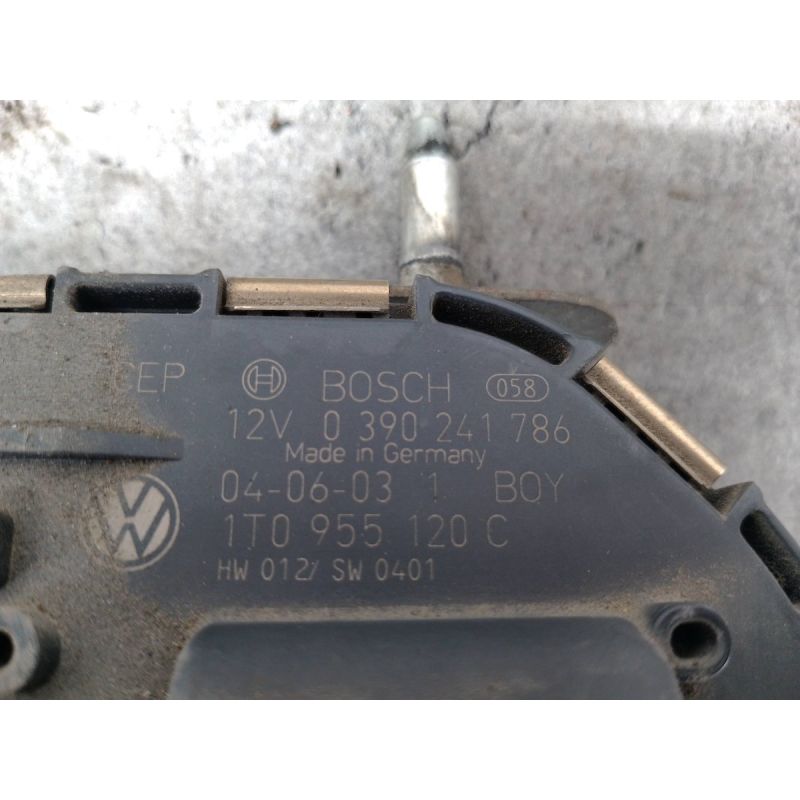 CEP BOSCH 058
12V 0 390 241 786
Made in Germany
04-06-03 1 BOY
1T0 955 120 C
HW 012/ SW 0401